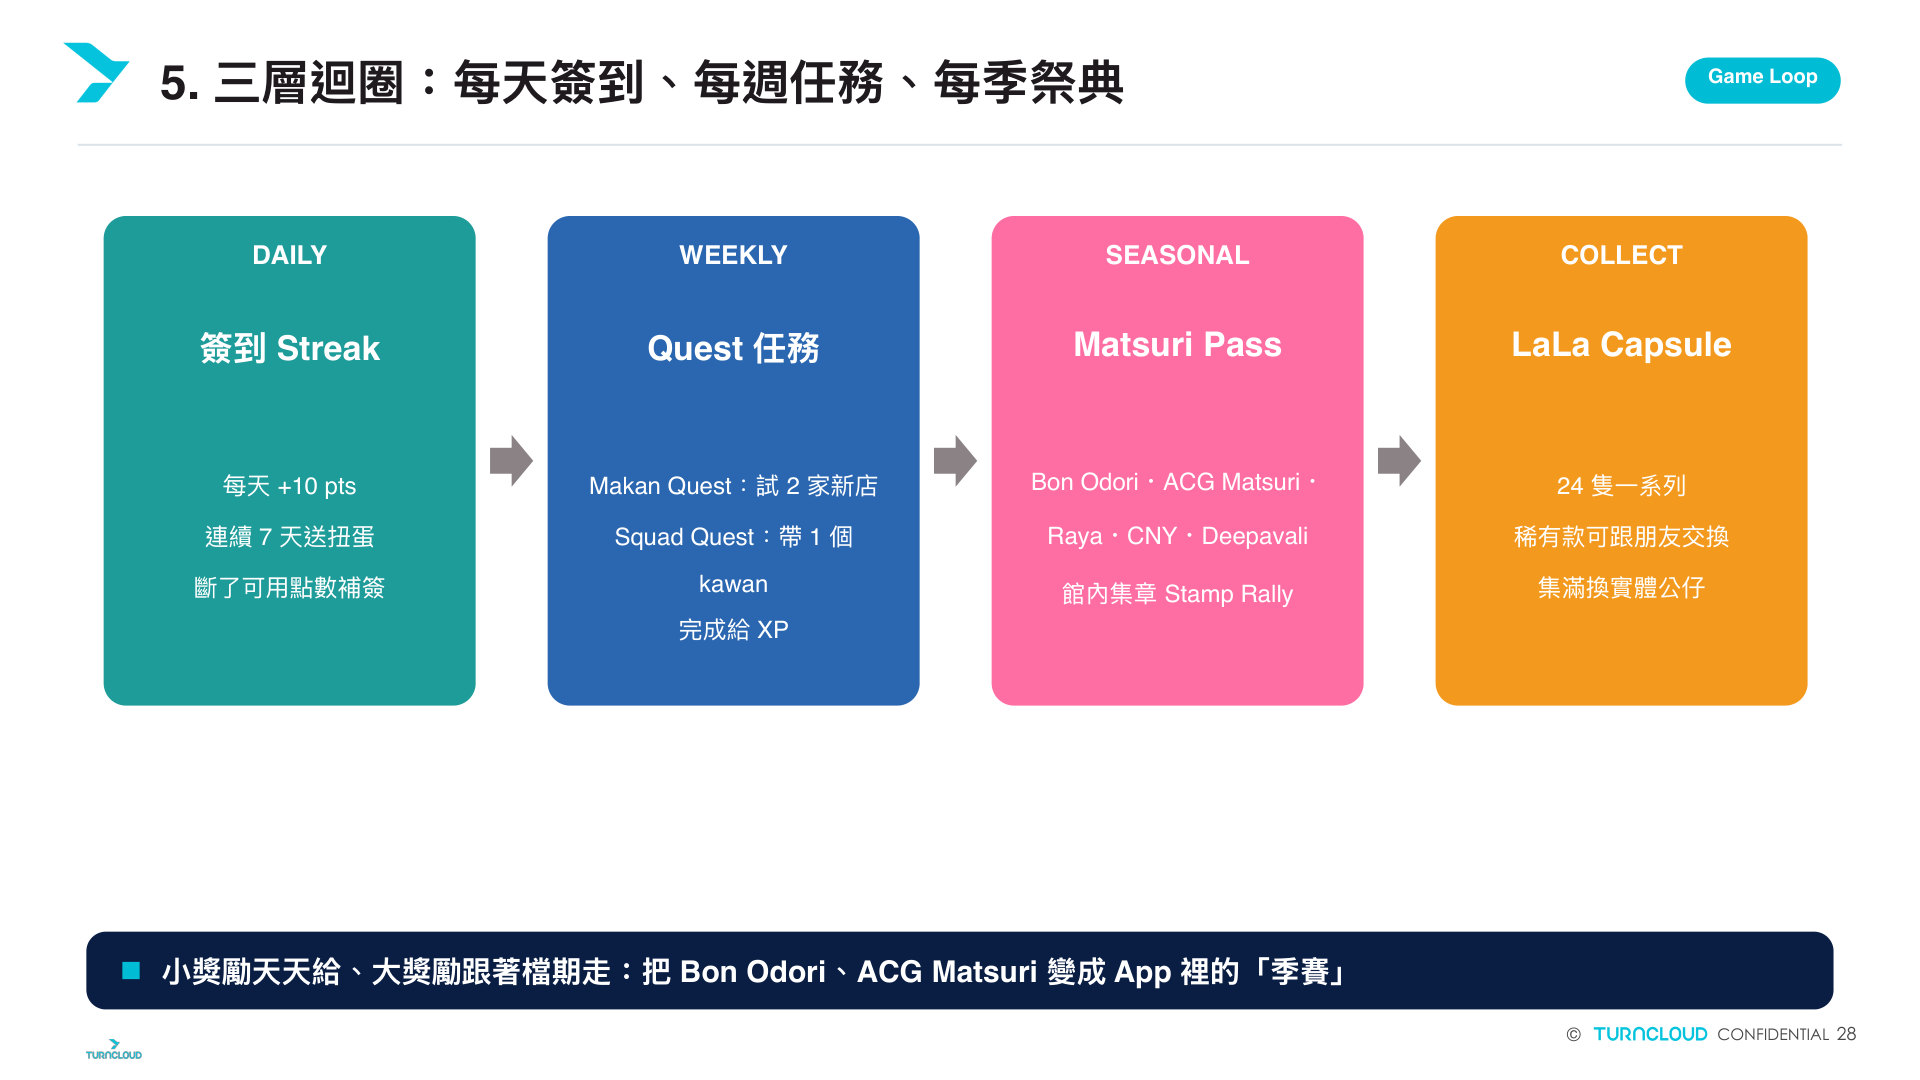 5. 三層迴圈：每天簽到、每週任務、每季祭典
Game Loop
DAILY
簽到 Streak
每天 +10 pts
連續 7 天送扭蛋
斷了可用點數補簽
WEEKLY
Quest 任務
Makan Quest：試 2 家新店
Squad Quest：帶 1 個
kawan
完成給 XP
SEASONAL
Matsuri Pass
Bon Odori・ACG Matsuri・
Raya・CNY・Deepavali
館內集章 Stamp Rally
COLLECT
LaLa Capsule
24 隻一系列
稀有款可跟朋友交換
集滿換實體公仔
小獎勵天天給、大獎勵跟著檔期走：把 Bon Odori、ACG Matsuri 變成 App 裡的「季賽」
TURNCLOUD
© TURNCLOUD CONFIDENTIAL 28